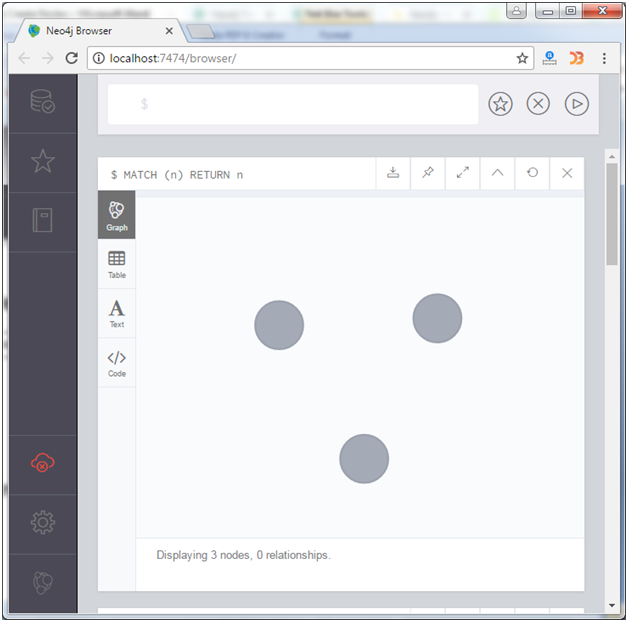 Neo4j Browser
localhost:7474/browser/
$
$ MATCH (n) RETURN n
Graph
Table
A
Text
</>
Code
Displaying 3 nodes, 0 relationships.